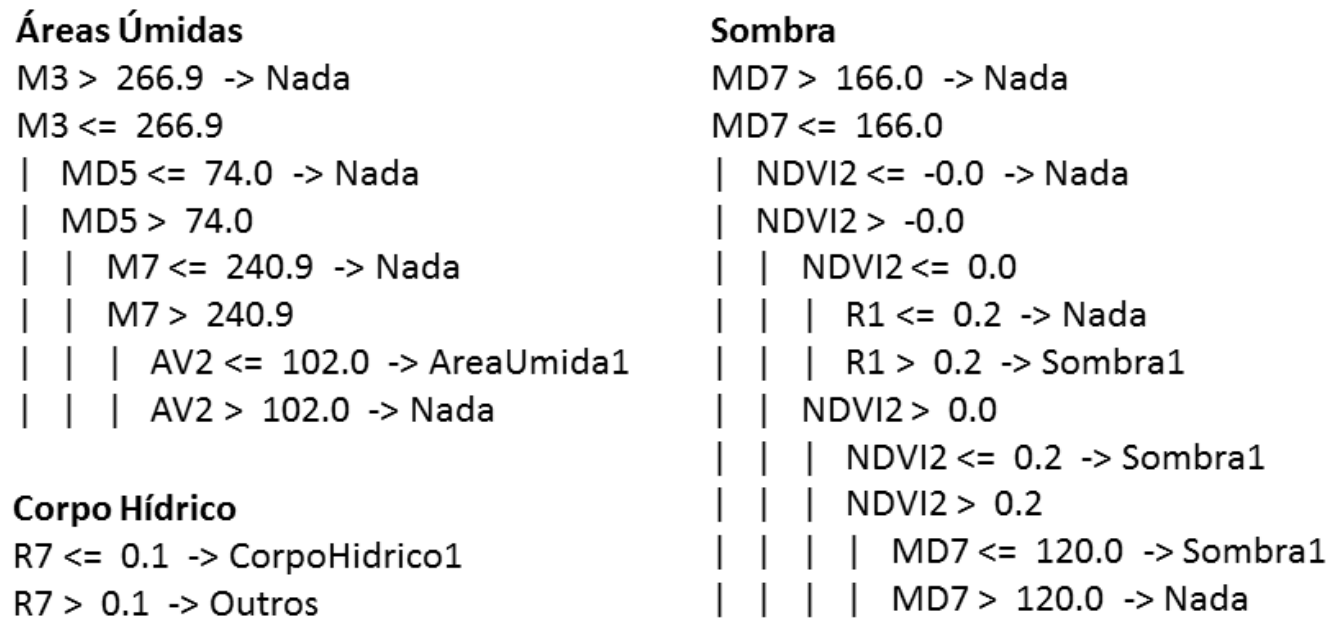 Áreas Úmidas
M3 > 266.9 -> Nada
M3 <= 266.9
| MD5 <= 74.0 -> Nada
| MD5 > 74.0
| | M7 <= 240.9 -> Nada
| | M7 > 240.9
| | | AV2 <= 102.0 -> AreaUmida1
| | | AV2 > 102.0 -> Nada
Corpo Hídrico
R7 <= 0.1 -> CorpoHidrico1
R7 > 0.1 -> Outros
Sombra
MD7 > 166.0 -> Nada
MD7 <= 166.0
| NDVI2 <= -0.0 -> Nada
| NDVI2 > -0.0
| | NDVI2 <= 0.0
| | | R1 <= 0.2 -> Nada
| | | R1 > 0.2 -> Sombra1
| | NDVI2 > 0.0
| | | NDVI2 <= 0.2 -> Sombra1
| | | NDVI2 > 0.2
| | | | MD7 <= 120.0 -> Sombra1
| | | | MD7 > 120.0 -> Nada